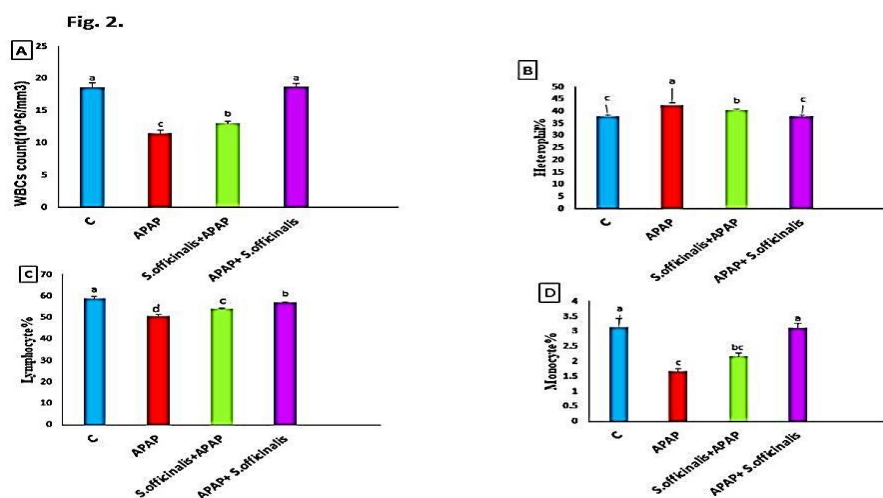 Fig. 2.
A
WBCs count(10^6/mm3)
25
20
15
10
5
0
a
c
b
a
C
APAP
S.officinalis+APAP
APAP+ S.officinalis
B
Heterophil%
50
45
40
35
30
25
20
15
10
5
0
c
a
b
c
C
APAP
S.officinalis+APAP
APAP+ S.officinalis
C
Lymphocyte%
70
60
50
40
30
20
10
0
a
d
c
b
C
APAP
S.officinalis+APAP
APAP+ S.officinalis
D
Monocyte%
4
3.5
3
2.5
2
1.5
1
0.5
0
a
c
bc
a
C
APAP
S.officinalis+APAP
APAP+ S.officinalis